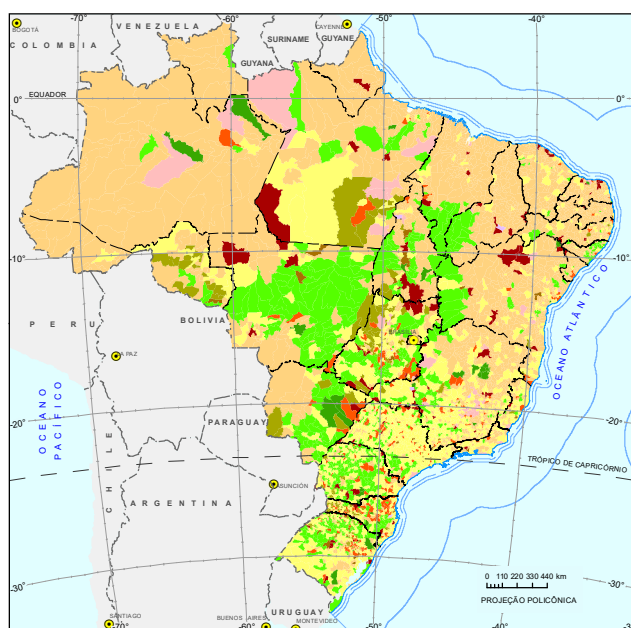 -70°
-60°
-50°
-40°
BOGOTÁ
VENEZUELA
CAYENNE
COLOMBIA
SURINAME
GUYANE
GUYANA
EQUADOR
0°
0°
-10°
-10°
BOLIVIA
BRASÍLIA
PERU
LA PAZ
OCEANO ATLÂNTICO
OCEANO
PACÍFICO
-20°
-20°
PARAGUAY
CHILE
TRÓPICO DE CAPRICÓRNIO
ASUNCIÓN
ARGENTINA
-30°
-30°
0 110 220 330 440 km
PROJEÇÃO POLICÔNICA
SANTIAGO
-70°
BUENOS AIRES
-60°
URUGUAY
MONTEVIDEO
-50°
-40°